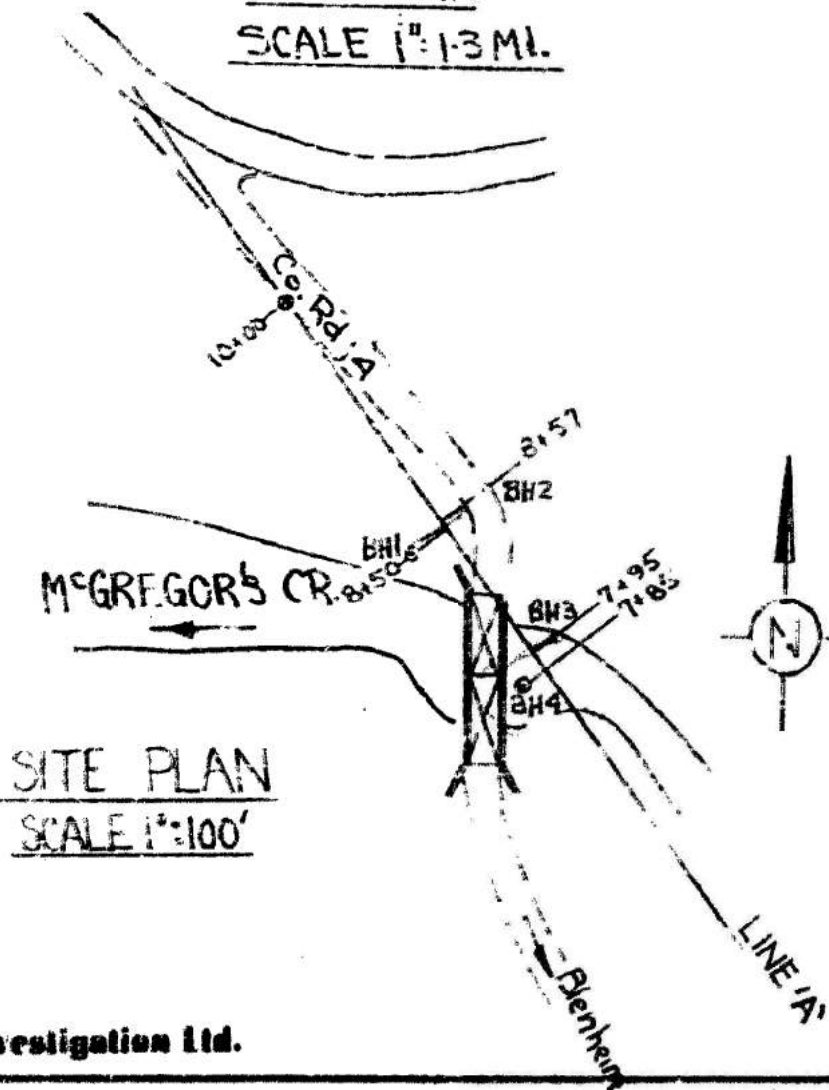 SCALE 1":1·3 MI.
Co. Rd. A
10+00
8+57
BH2
BH1
8+50
McGREGOR'S CR.
7+95
7+85
BH3
BH4
N
SITE PLAN
SCALE 1":100'
LINE 'A'
Blenheim
Ltd.